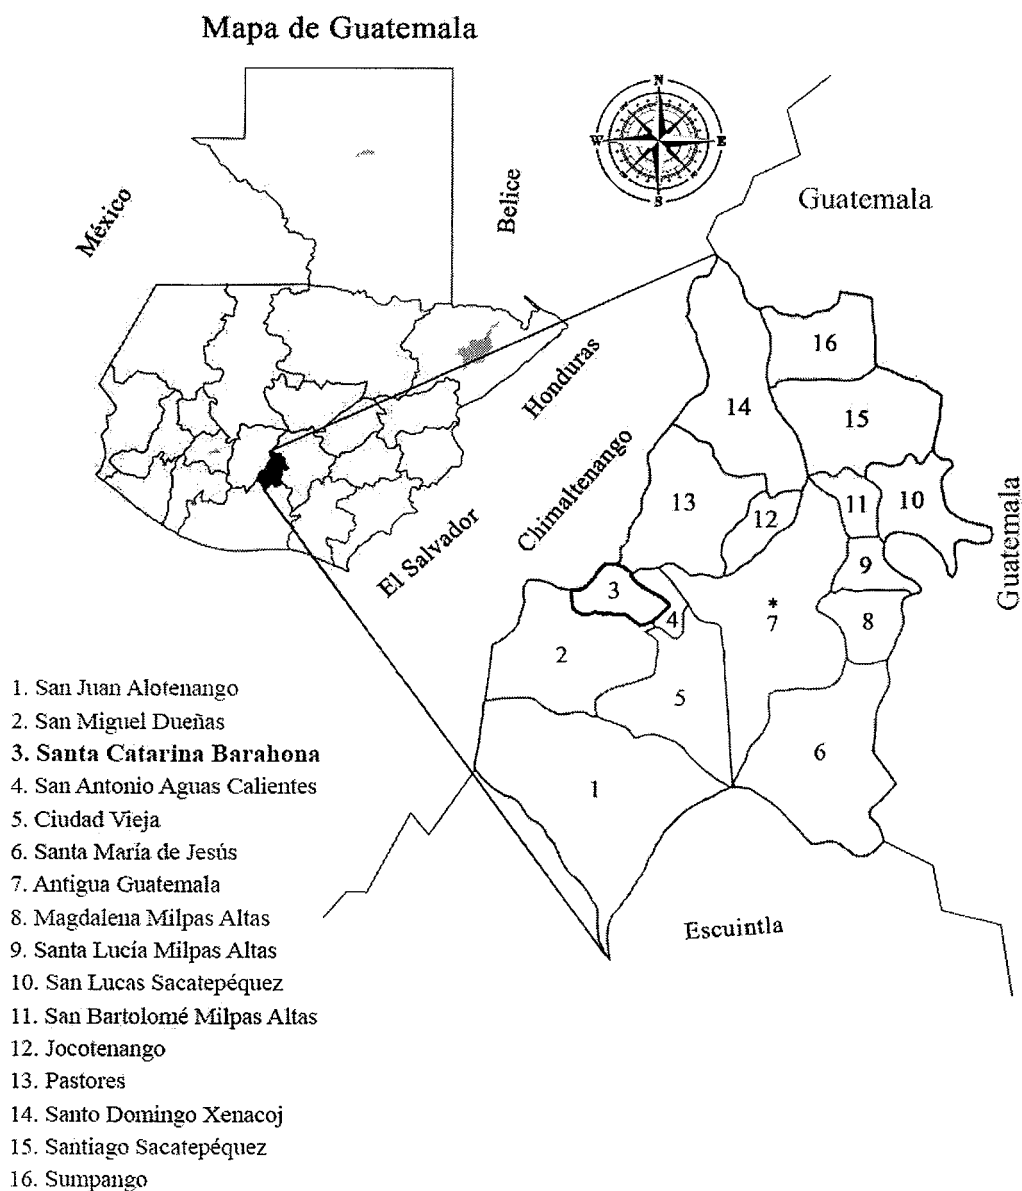 Mapa de Guatemala
N
W
E
S
México
Belice
Guatemala
Honduras
El Salvador
Chimaltenango
Guatemala
Escuintla
16
14
15
13
12
11
10
9
3
4
*
7
8
2
5
6
1
1. San Juan Alotenango
2. San Miguel Dueñas
3. Santa Catarina Barahona
4. San Antonio Aguas Calientes
5. Ciudad Vieja
6. Santa María de Jesús
7. Antigua Guatemala
8. Magdalena Milpas Altas
9. Santa Lucía Milpas Altas
10. San Lucas Sacatepéquez
11. San Bartolomé Milpas Altas
12. Jocotenango
13. Pastores
14. Santo Domingo Xenacoj
15. Santiago Sacatepéquez
16. Sumpango